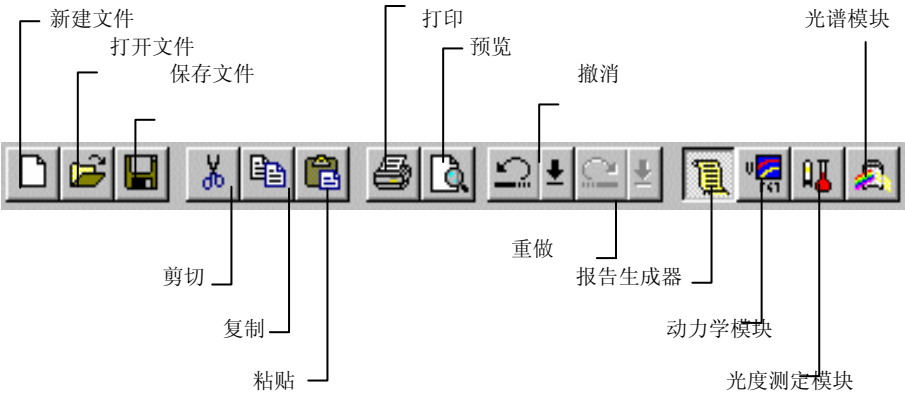 新建文件
打印
光谱模块
打开文件
预览
保存文件
撤消
重做
剪切
报告生成器
复制
动力学模块
粘贴
光度测定模块